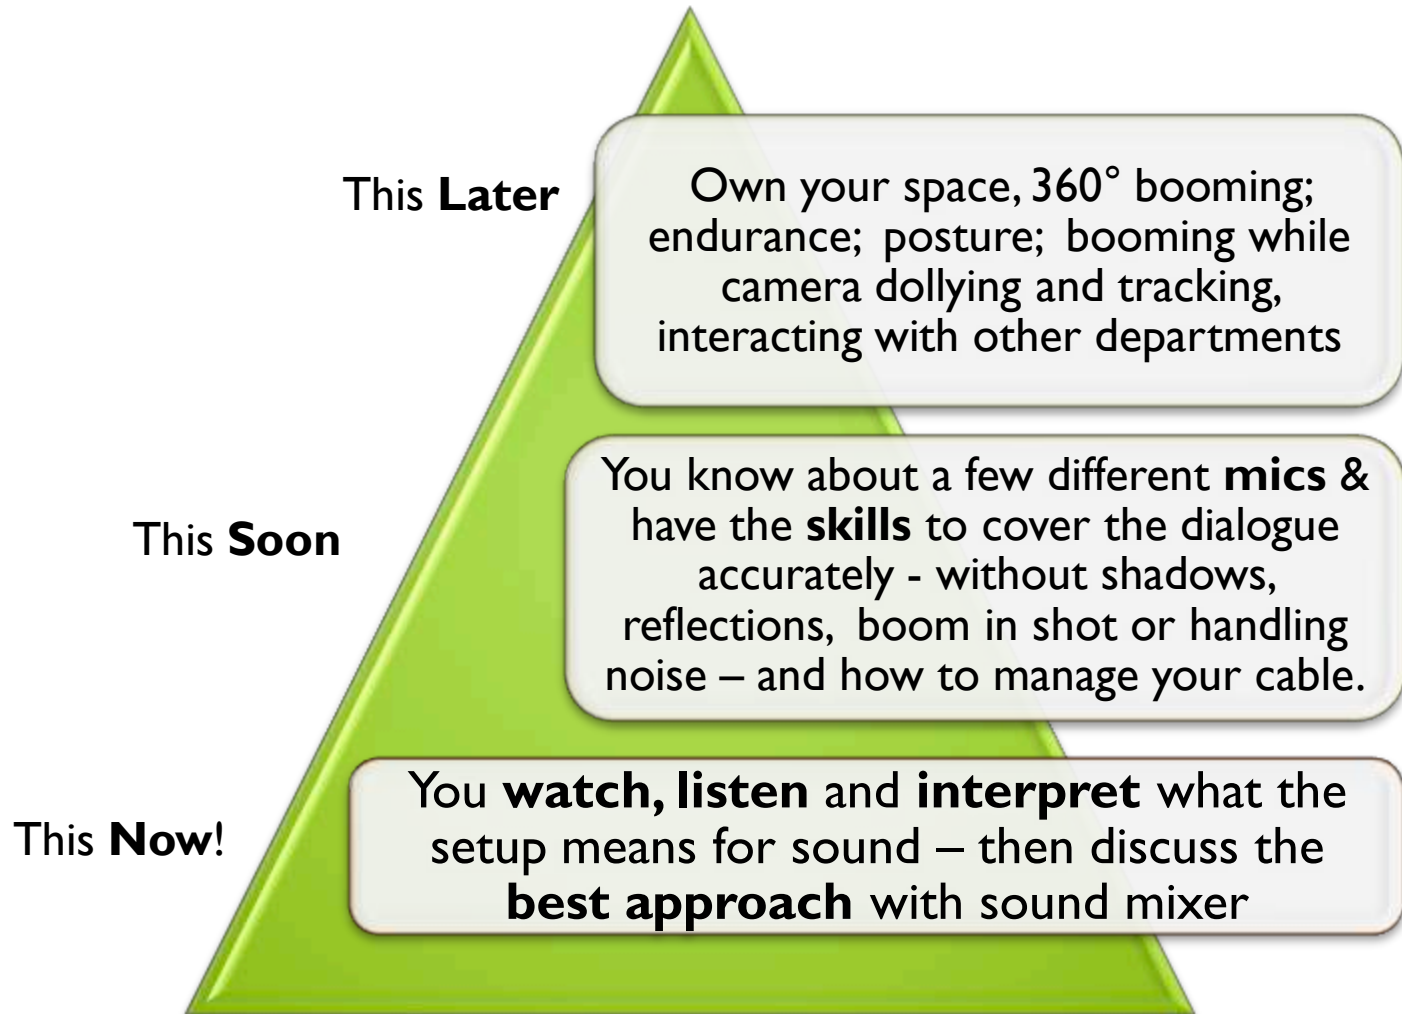 This Later
Own your space, 360° booming;
endurance; posture; booming while
camera dollying and tracking,
interacting with other departments
This Soon
You know about a few different mics &
have the skills to cover the dialogue
accurately - without shadows,
reflections, boom in shot or handling
noise – and how to manage your cable.
This Now!
You watch, listen and interpret what the
setup means for sound – then discuss the
best approach with sound mixer